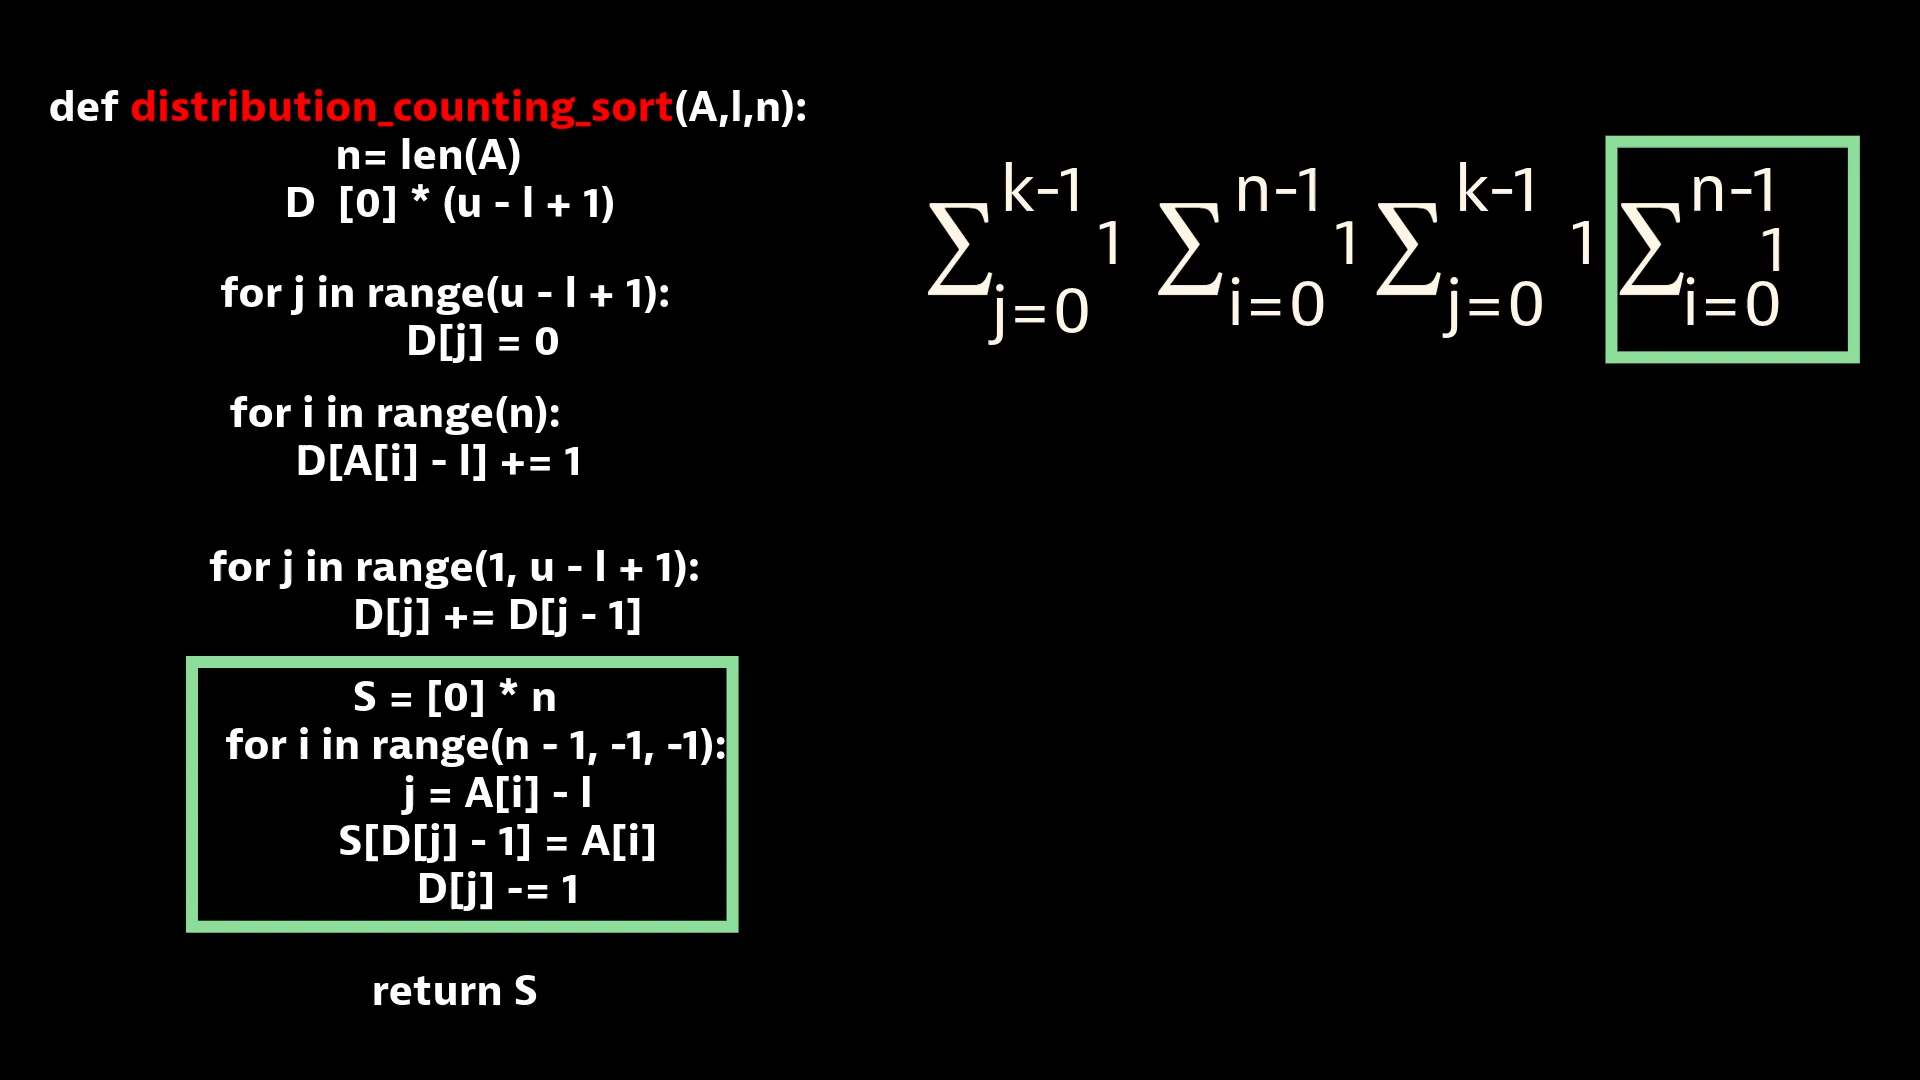 def distribution_counting_sort(A,l,n):
n= len(A)
D [0] * (u - l + 1)
for j in range(u - l + 1):
D[j] = 0
for i in range(n):
D[A[i] - l] += 1
for j in range(1, u - l + 1):
D[j] += D[j - 1]
S = [0] * n
for i in range(n - 1, -1, -1):
j = A[i] - l
S[D[j] - 1] = A[i]
D[j] -= 1
return S
k-1 n-1 k-1 n-1
∑ 1 ∑ 1 ∑ 1 ∑ 1
j=0 i=0 j=0 i=0